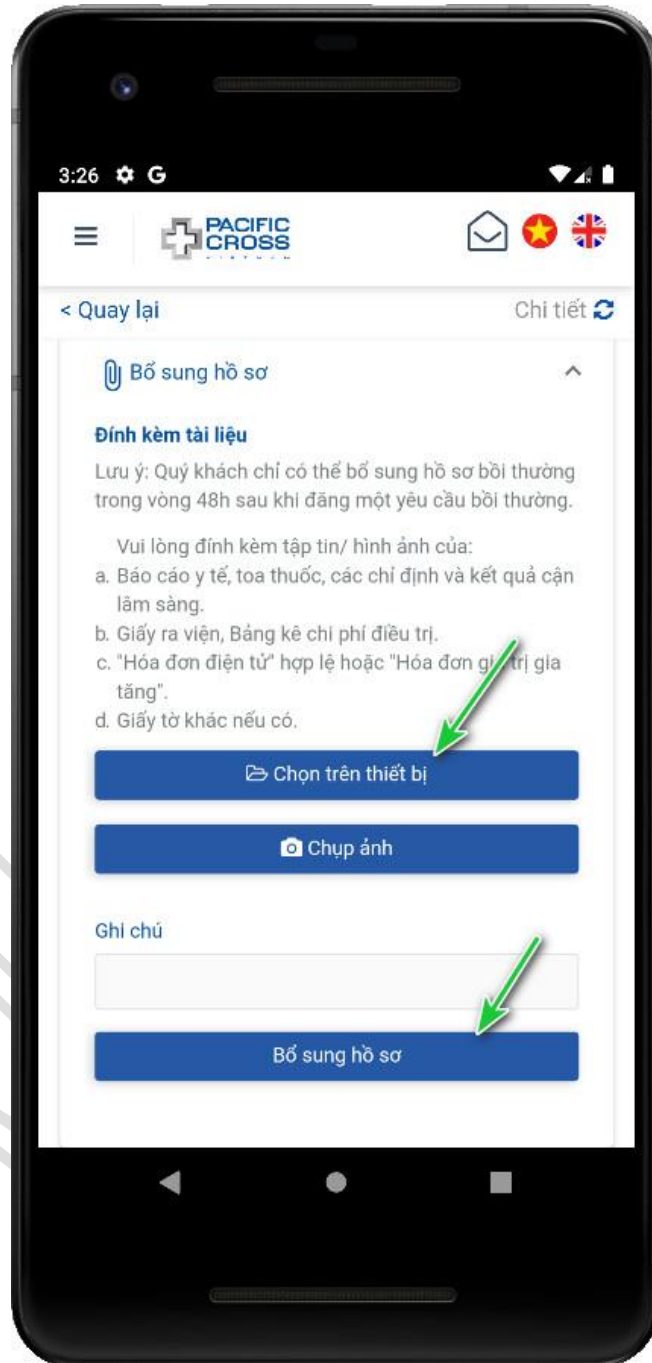 3:26 G
PACIFIC
CROSS
< Quay lại
Chi tiết
Bổ sung hồ sơ
Đính kèm tài liệu
Lưu ý: Quý khách chỉ có thể bổ sung hồ sơ bồi thường
trong vòng 48h sau khi đăng một yêu cầu bồi thường.
Vui lòng đính kèm tập tin/ hình ảnh của:
a. Báo cáo y tế, toa thuốc, các chỉ định và kết quả cận
lâm sàng.
b. Giấy ra viện, Bảng kê chi phí điều trị.
c. "Hóa đơn điện tử" hợp lệ hoặc "Hóa đơn giá trị gia
tăng".
d. Giấy tờ khác nếu có.
Chọn trên thiết bị
Chụp ảnh
Ghi chú
Bổ sung hồ sơ